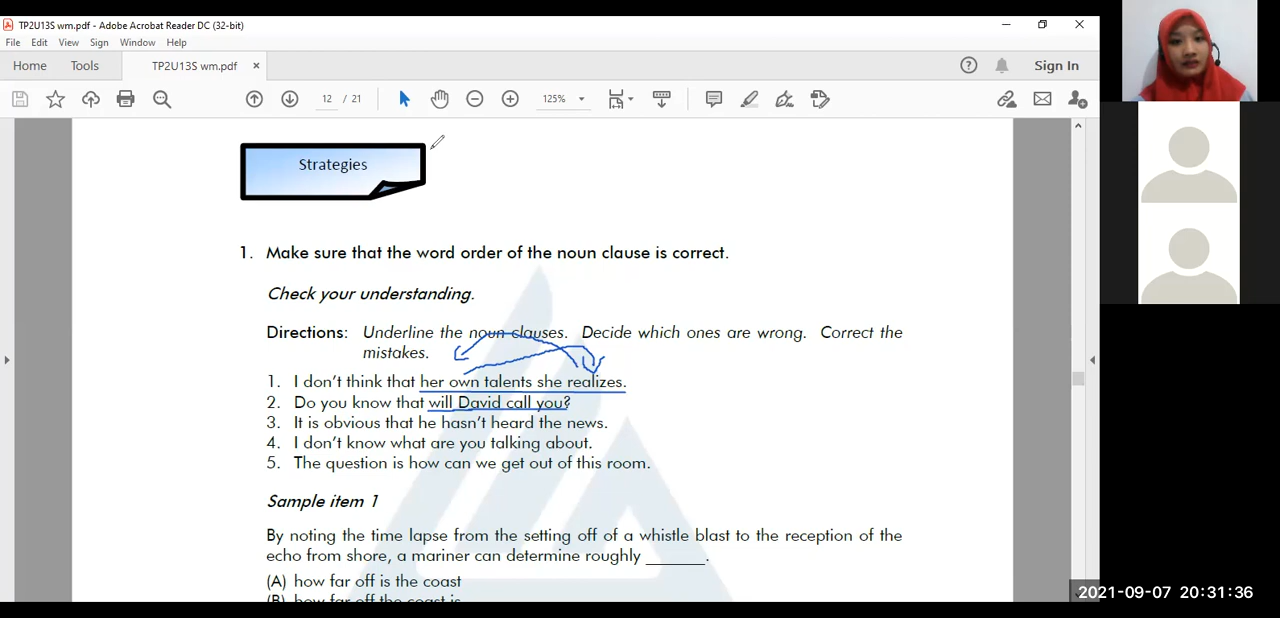 TP2U13S wm.pdf - Adobe Acrobat Reader DC (32-bit)
File Edit View Sign Window Help
Home Tools TP2U13S wm.pdf × Sign In
12 / 21 125%
Strategies
1. Make sure that the word order of the noun clause is correct.
Check your understanding.
Directions: Underline the noun clauses. Decide which ones are wrong. Correct the
mistakes.
1. I don't think that her own talents she realizes.
2. Do you know that will David call you?
3. It is obvious that he hasn't heard the news.
4. I don't know what are you talking about.
5. The question is how can we get out of this room.
Sample item 1
By noting the time lapse from the setting off of a whistle blast to the reception of the
echo from shore, a mariner can determine roughly ______.
(A) how far off is the coast
(B) how far off the coast is
2021-09-07 20:31:36